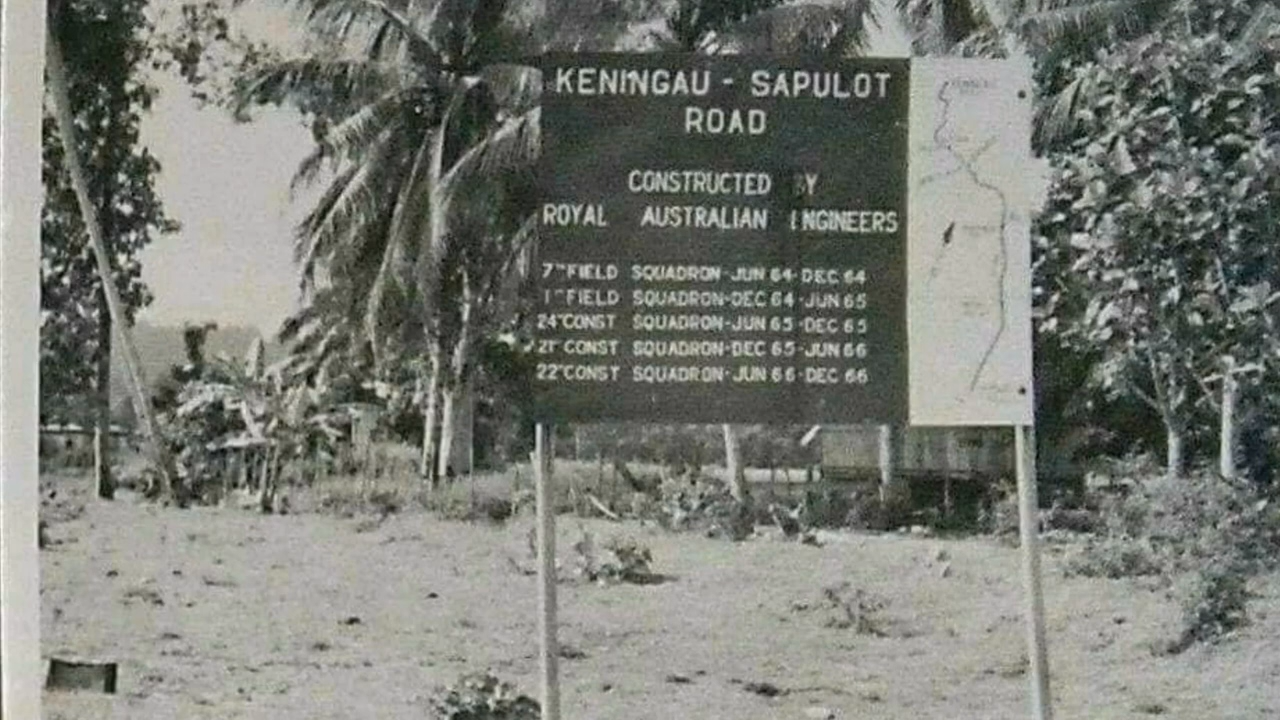 KENINGAU - SAPULOT
ROAD
CONSTRUCTED BY
ROYAL AUSTRALIAN ENGINEERS
7TH FIELD SQUADRON-JUN 64-DEC 64
1ST FIELD SQUADRON-DEC 64-JUN 65
24TH CONST SQUADRON-JUN 65-DEC 65
21ST CONST SQUADRON-DEC 65-JUN 66
22ND CONST SQUADRON-JUN 66-DEC 66